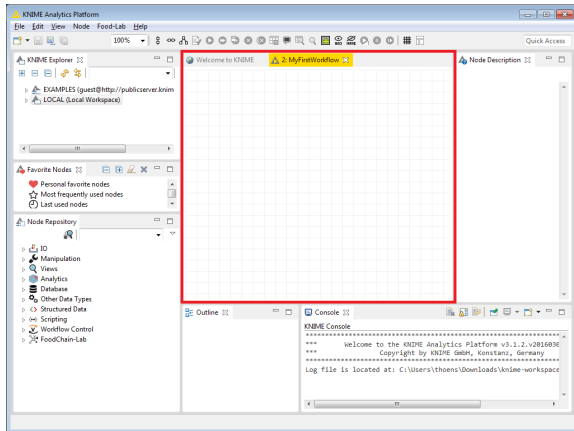 KNIME Analytics Platform
File Edit View Node Food-Lab Help
100%
Quick Access
KNIME Explorer
Welcome to KNIME
2: MyFirstWorkflow
Node Description
EXAMPLES (guest@http://publicserver.knim
LOCAL (Local Workspace)
Favorite Nodes
Personal favorite nodes
Most frequently used nodes
Last used nodes
Node Repository
IO
Manipulation
Views
Analytics
Database
Other Data Types
Structured Data
Scripting
Workflow Control
FoodChain-Lab
Outline
Console
KNIME Console
*** Welcome to the KNIME Analytics Platform v3.1.2.v2016030
*** Copyright by KNIME GmbH, Konstanz, Germany
Log file is located at: C:\Users\thoens\Downloads\knime-workspace